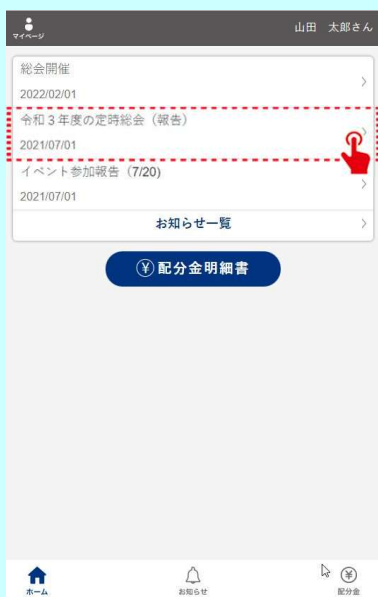 マイページ
山田 太郎さん
総会開催
2022/02/01
令和3年度の定時総会（報告）
2021/07/01
イベント参加報告（7/20)
2021/07/01
お知らせ一覧
¥配分金明細書
ホーム
お知らせ
¥
配分金